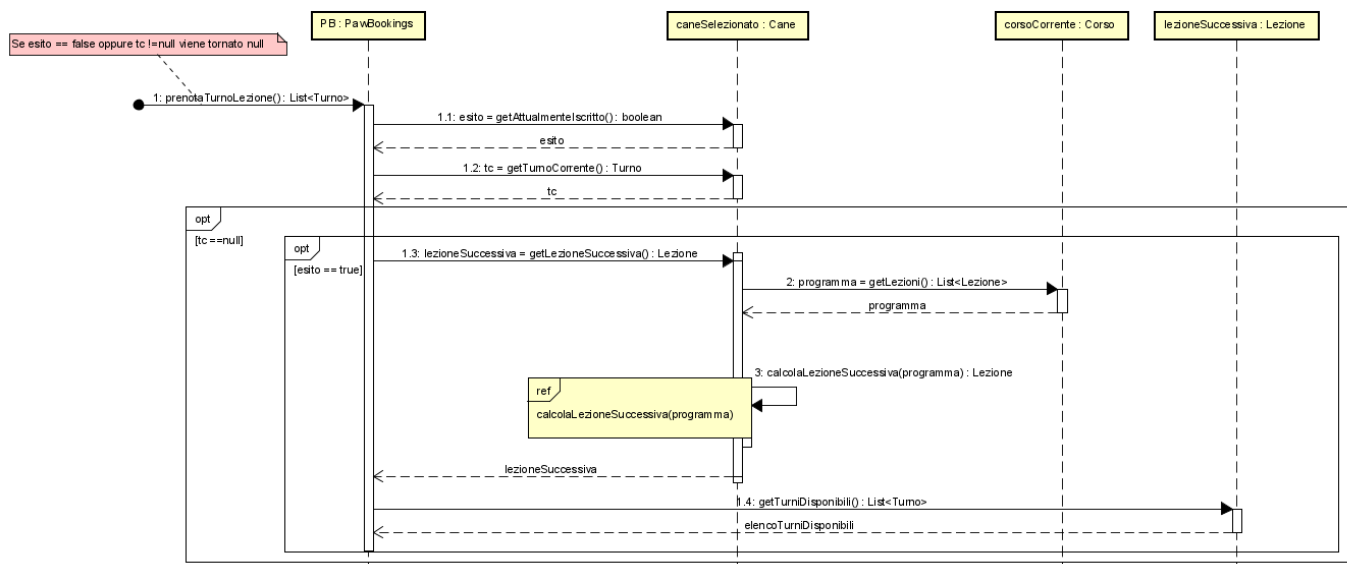 PB : PawBookings
caneSelezionato : Cane
corsoCorrente : Corso
lezioneSuccessiva : Lezione
Se esito == false oppure tc !=null viene tornato null
1: prenotaTurnoLezione() : List<Turno>
1.1: esito = getAttualmenteIscritto() : boolean
esito
1.2: tc = getTurnoCorrente() : Turno
tc
opt
[tc ==null]
opt
[esito == true]
1.3: lezioneSuccessiva = getLezioneSuccessiva() : Lezione
2: programma = getLezioni() : List<Lezione>
programma
3: calcolaLezioneSuccessiva(programma) : Lezione
ref
calcolaLezioneSuccessiva(programma)
lezioneSuccessiva
1.4: getTurniDisponibili() : List<Turno>
elencoTurniDisponibili